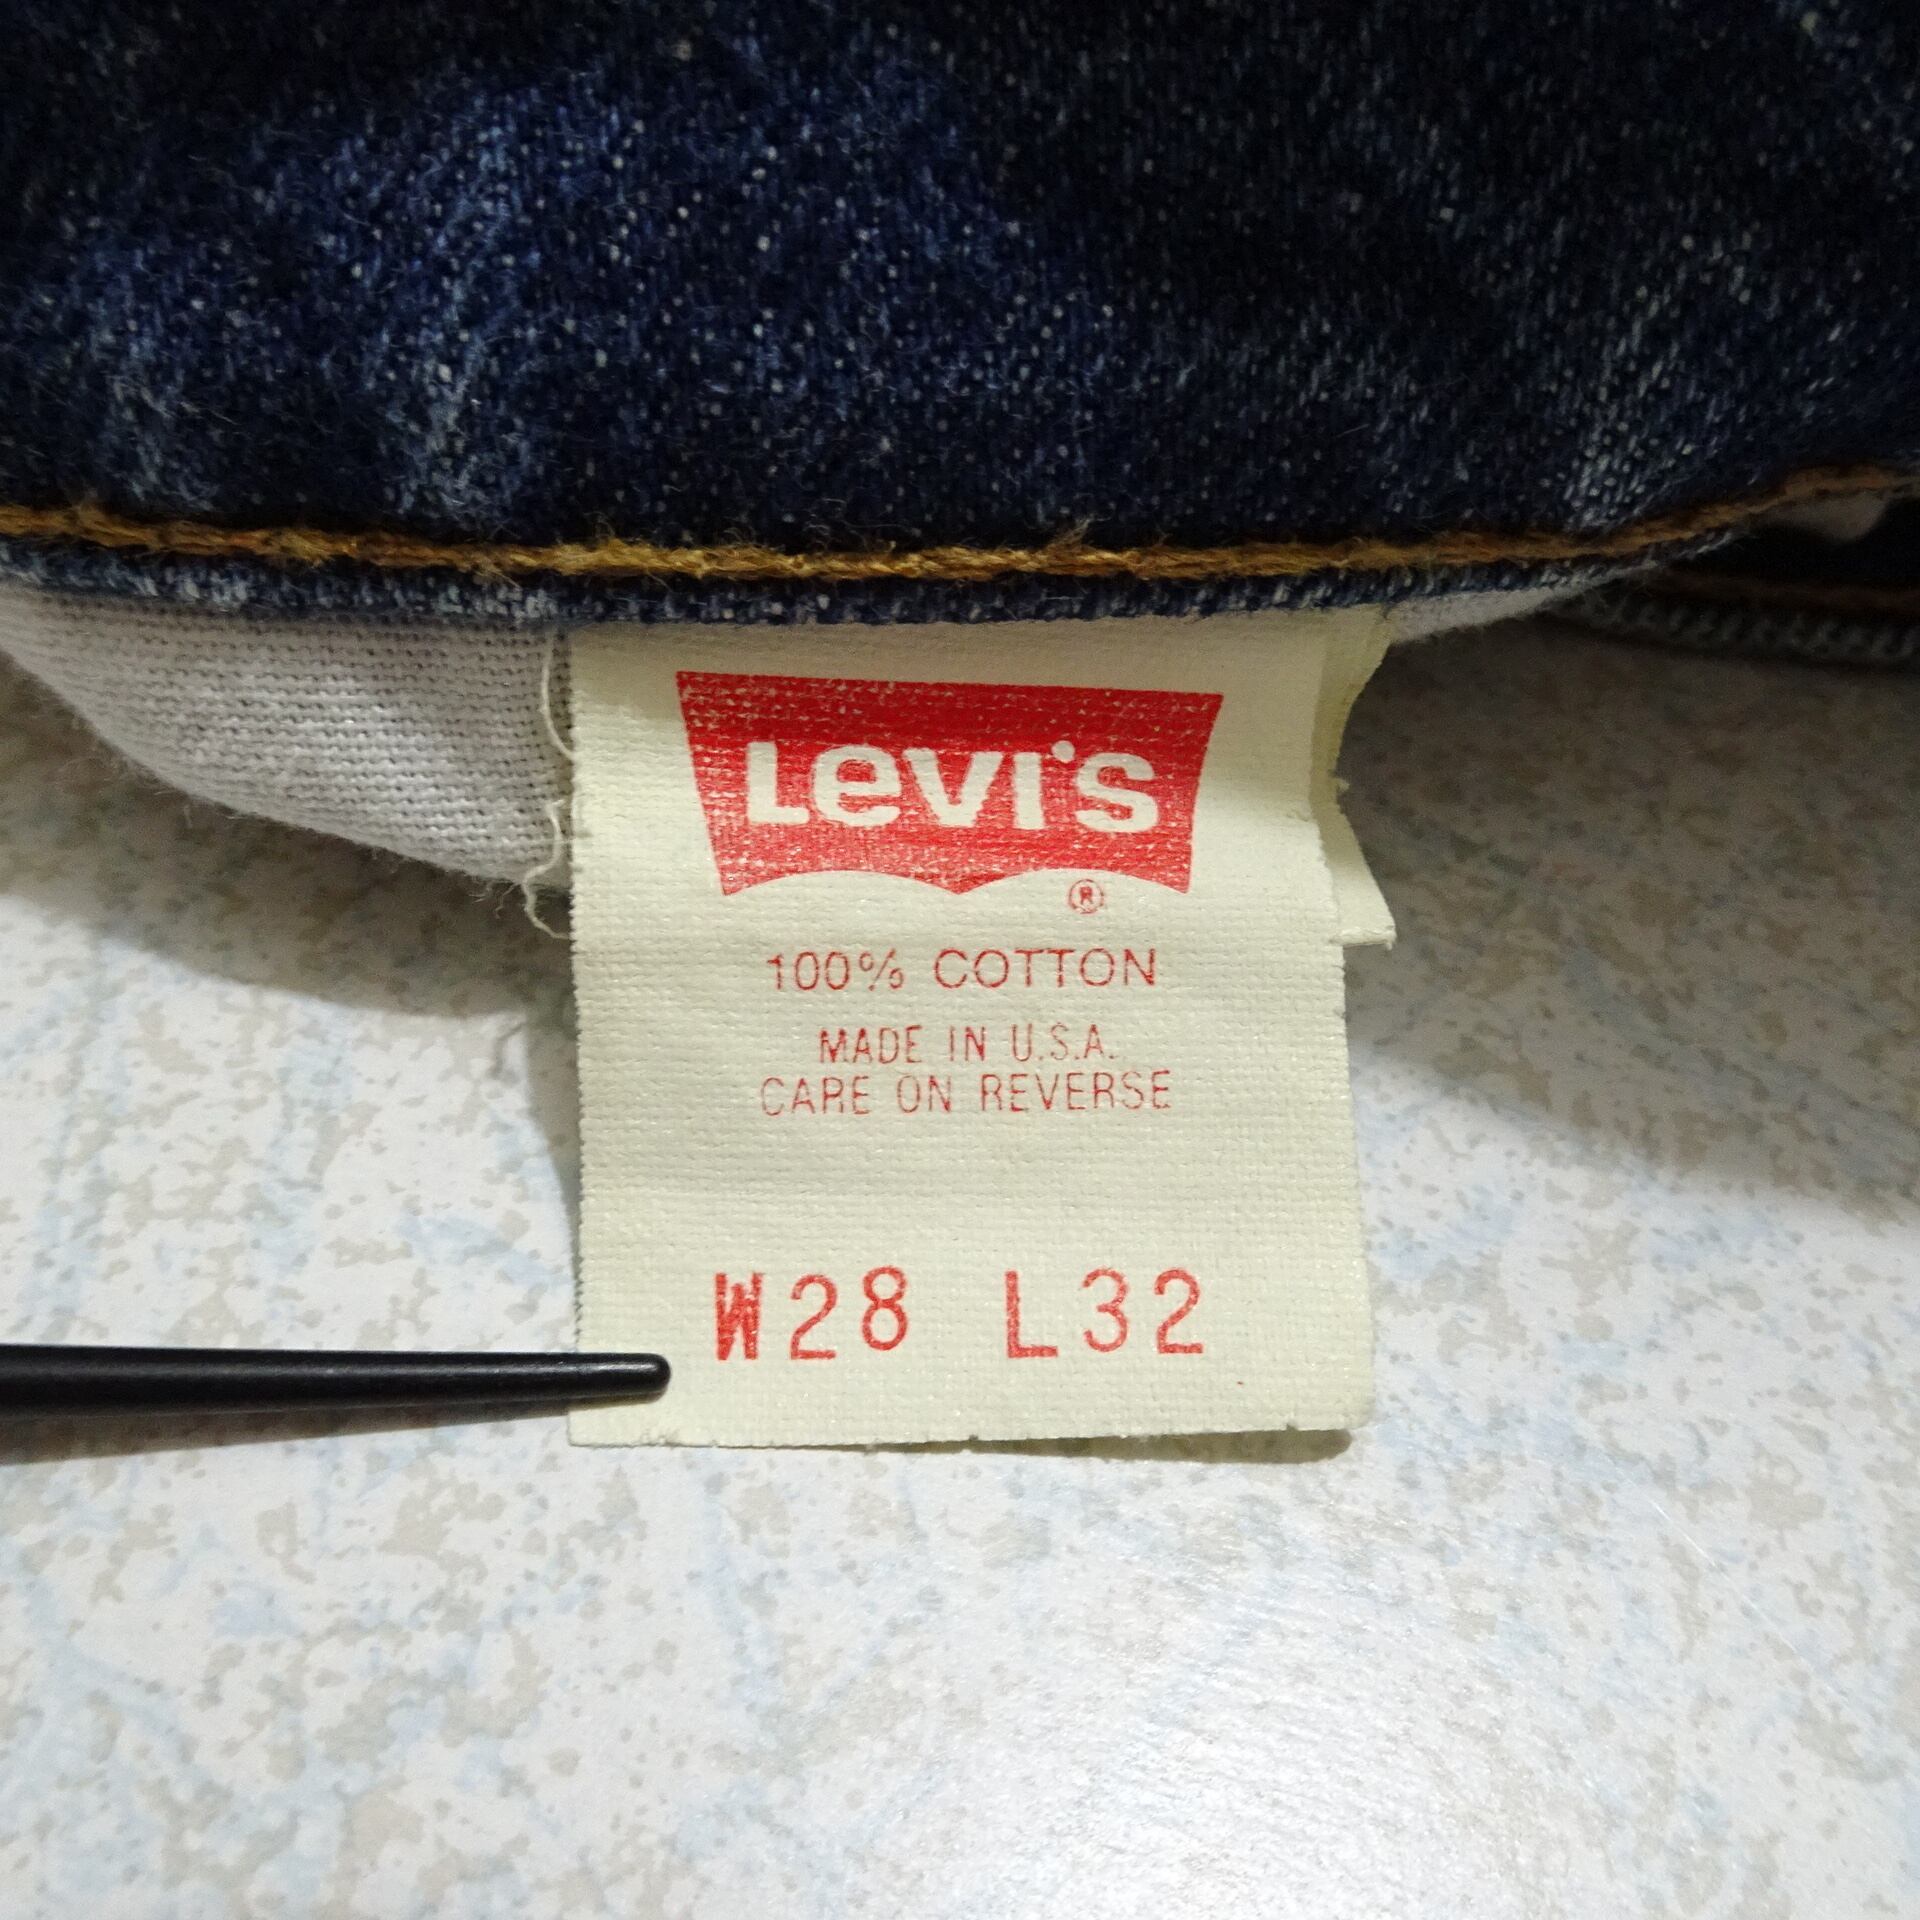 Levi's
®
100% COTTON
MADE IN U.S.A.
CARE ON REVERSE
W28 L32